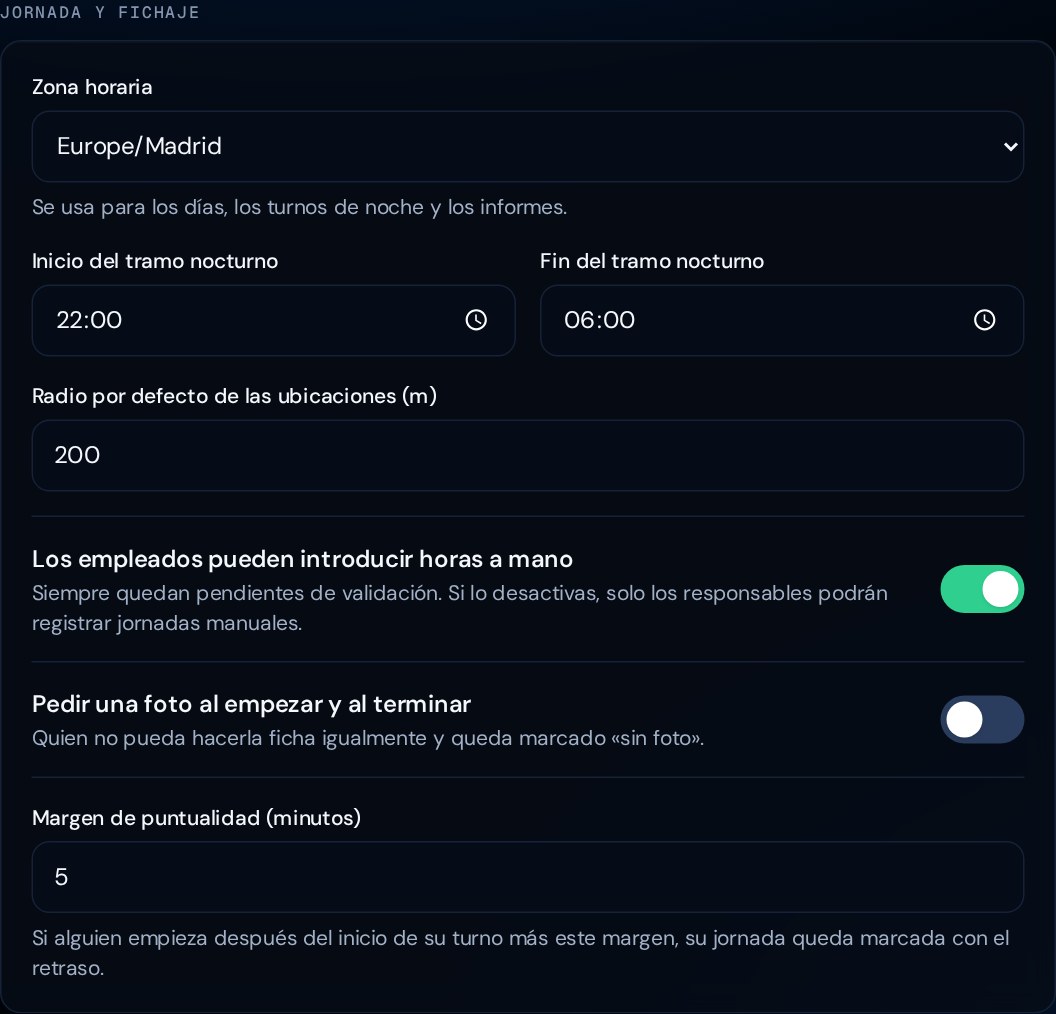 JORNADA Y FICHAJE
Zona horaria
Europe/Madrid
Se usa para los días, los turnos de noche y los informes.
Inicio del tramo nocturno
Fin del tramo nocturno
22:00
06:00
Radio por defecto de las ubicaciones (m)
200
Los empleados pueden introducir horas a mano
Siempre quedan pendientes de validación. Si lo desactivas, solo los responsables podrán
registrar jornadas manuales.
Pedir una foto al empezar y al terminar
Quien no pueda hacerla ficha igualmente y queda marcado «sin foto».
Margen de puntualidad (minutos)
5
Si alguien empieza después del inicio de su turno más este margen, su jornada queda marcada con el
retraso.